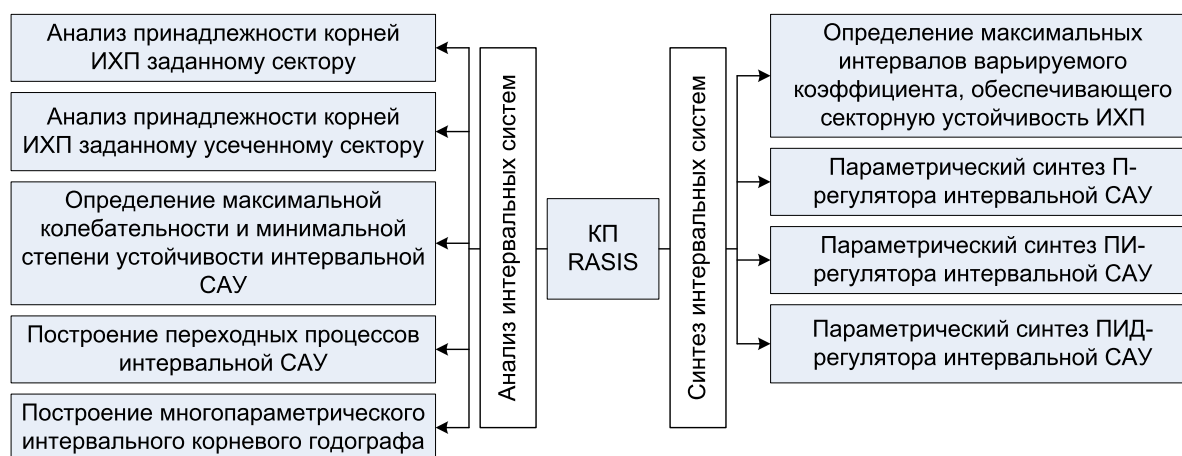 Анализ принадлежности корней
ИХП заданному сектору
Анализ принадлежности корней
ИХП заданному усеченному сектору
Определение максимальной
колебательности и минимальной
степени устойчивости интервальной
САУ
Построение переходных процессов
интервальной САУ
Построение многопараметрического
интервального корневого годографа
Анализ интервальных систем
КП
RASIS
Синтез интервальных систем
Определение максимальных
интервалов варьируемого
коэффициента, обеспечивающего
секторную устойчивость ИХП
Параметрический синтез П-
регулятора интервальной САУ
Параметрический синтез ПИ-
регулятора интервальной САУ
Параметрический синтез ПИД-
регулятора интервальной САУ